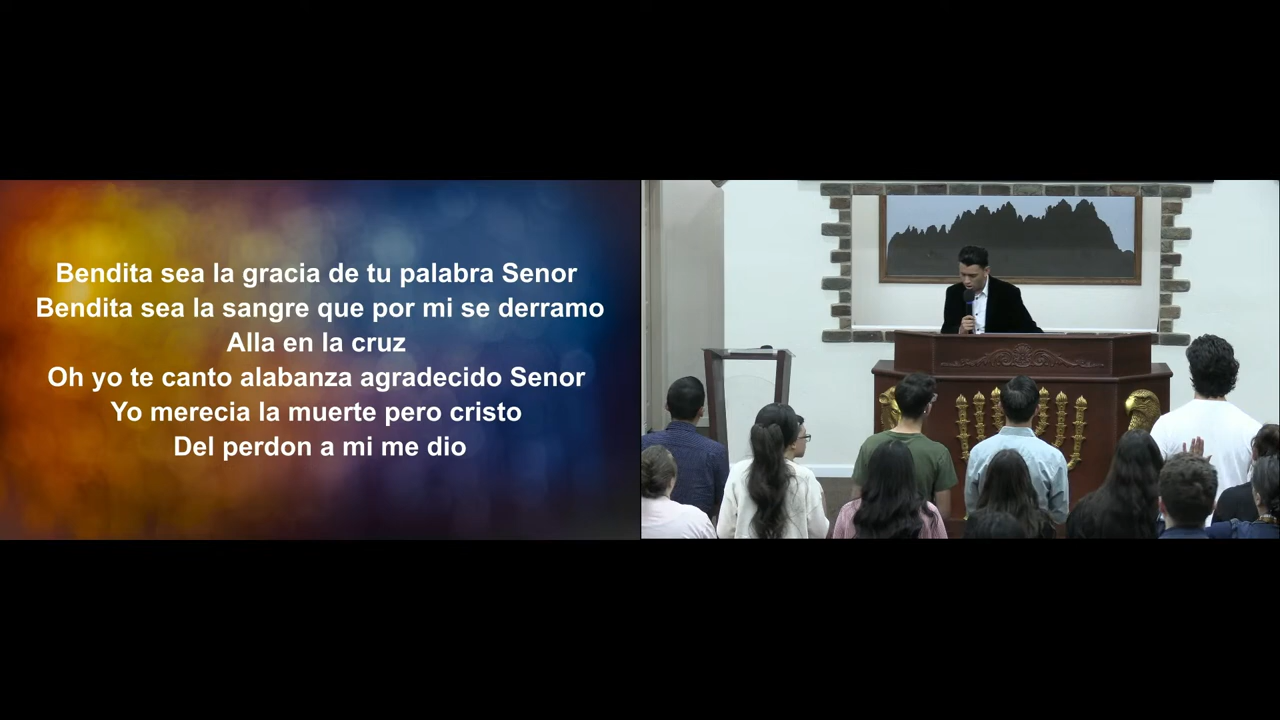 Bendita sea la gracia de tu palabra Senor
Bendita sea la sangre que por mi se derramo
Alla en la cruz
Oh yo te canto alabanza agradecido Senor
Yo merecia la muerte pero cristo
Del perdon a mi me dio